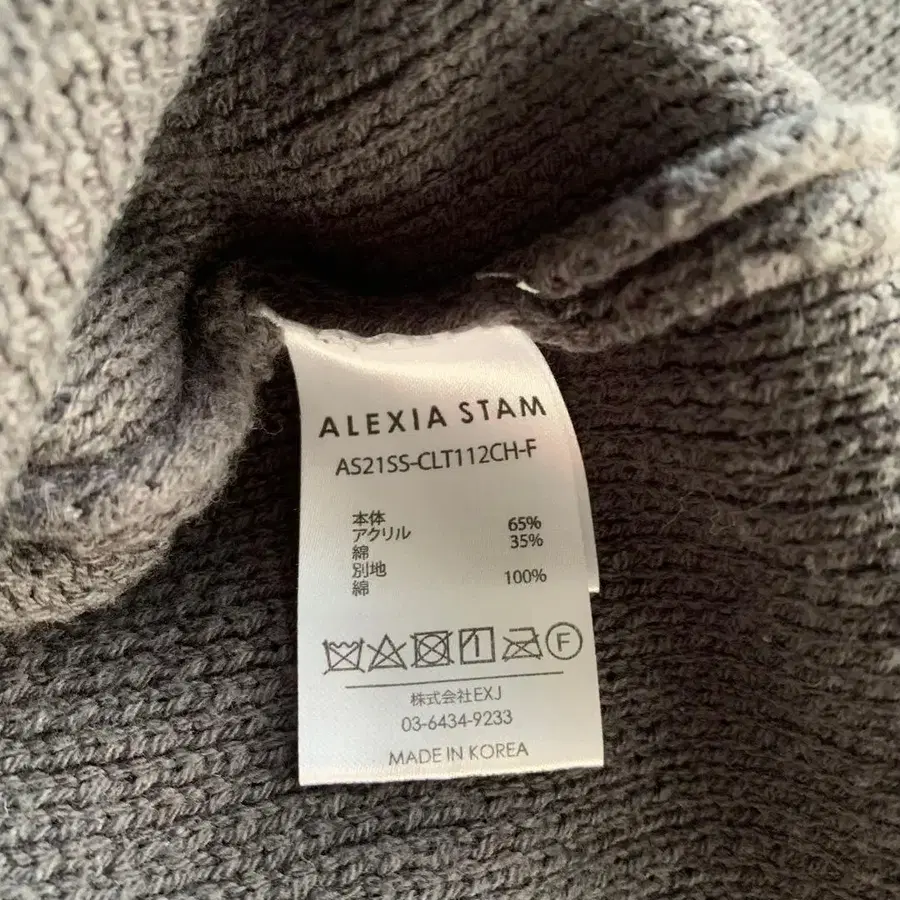 ALEXIA STAM
AS21SS-CLT112CH-F
本体
アクリル 65%
綿 35%
別地
綿 100%
F
株式会社EXJ
03-6434-9233
MADE IN KOREA